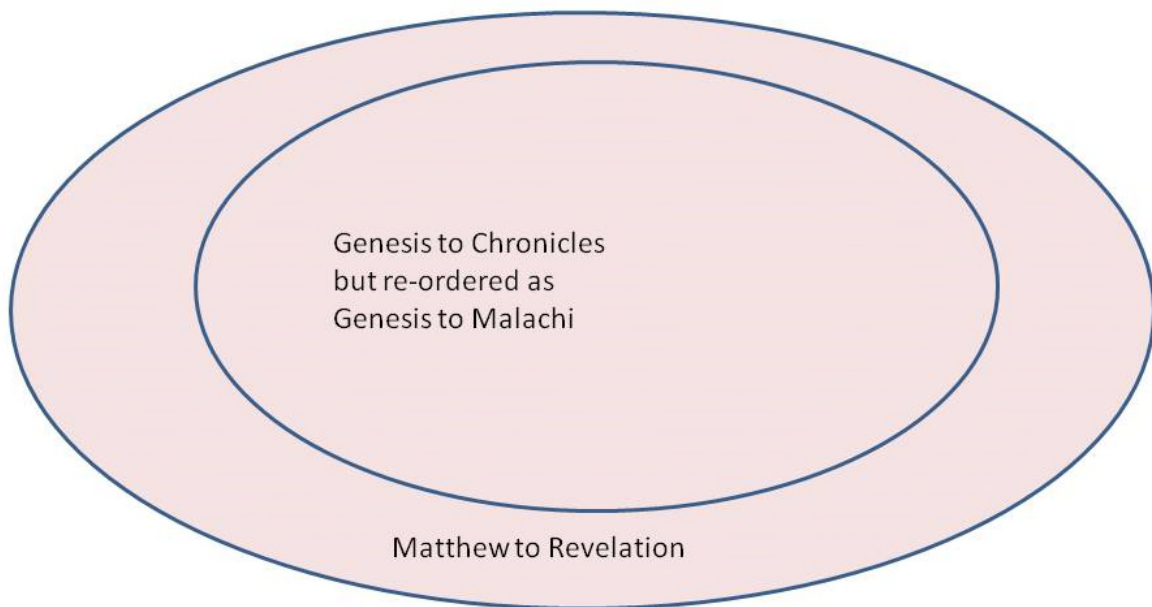 Genesis to Chronicles
but re-ordered as
Genesis to Malachi
Matthew to Revelation